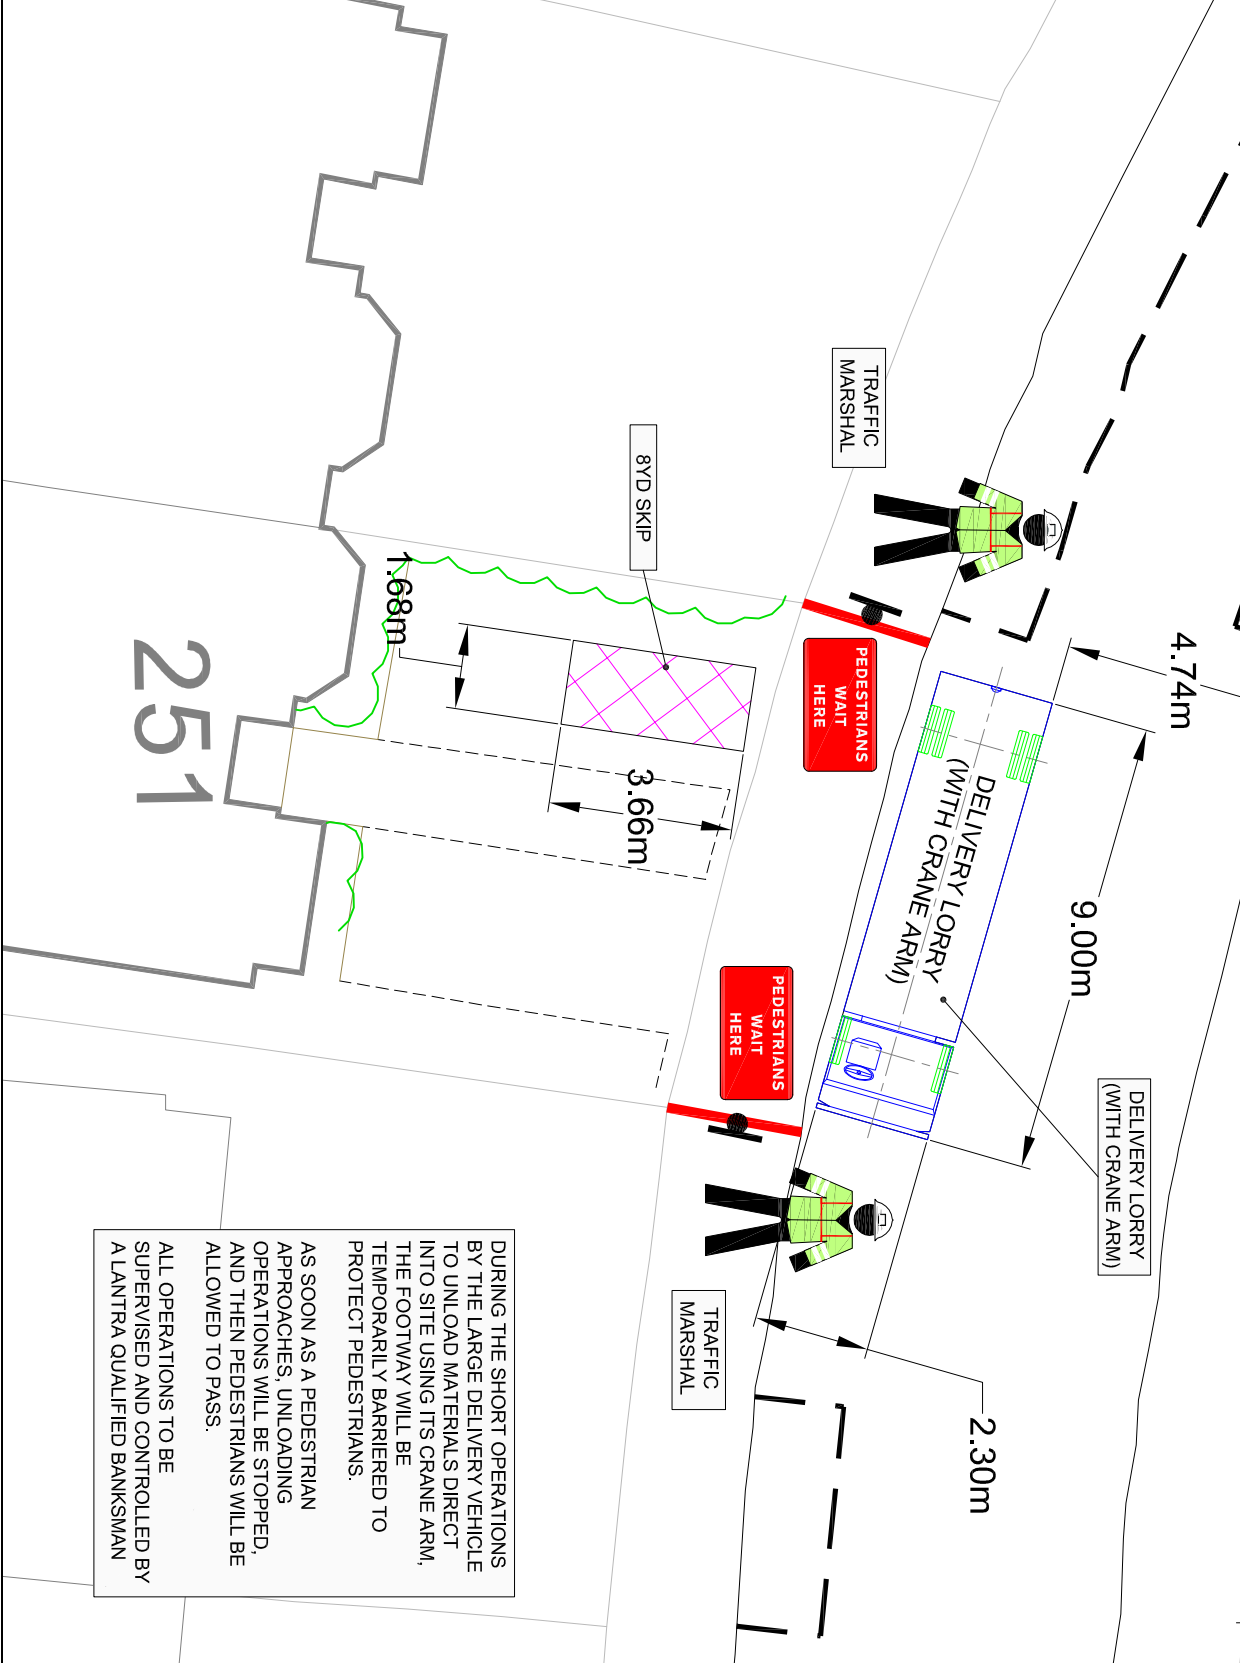 4.74m
9.00m
DELIVERY LORRY
(WITH CRANE ARM)
DELIVERY LORRY
(WITH CRANE ARM)
TRAFFIC
MARSHAL
PEDESTRIANS
WAIT
HERE
PEDESTRIANS
WAIT
HERE
TRAFFIC
MARSHAL
2.30m
8YD SKIP
3.66m
1.68m
251
DURING THE SHORT OPERATIONS
BY THE LARGE DELIVERY VEHICLE
TO UNLOAD MATERIALS DIRECT
INTO SITE USING ITS CRANE ARM,
THE FOOTWAY WILL BE
TEMPORARILY BARRIERED TO
PROTECT PEDESTRIANS.
AS SOON AS A PEDESTRIAN
APPROACHES, UNLOADING
OPERATIONS WILL BE STOPPED,
AND THEN PEDESTRIANS WILL BE
ALLOWED TO PASS.
ALL OPERATIONS TO BE
SUPERVISED AND CONTROLLED BY
A LANTRA QUALIFIED BANKSMAN